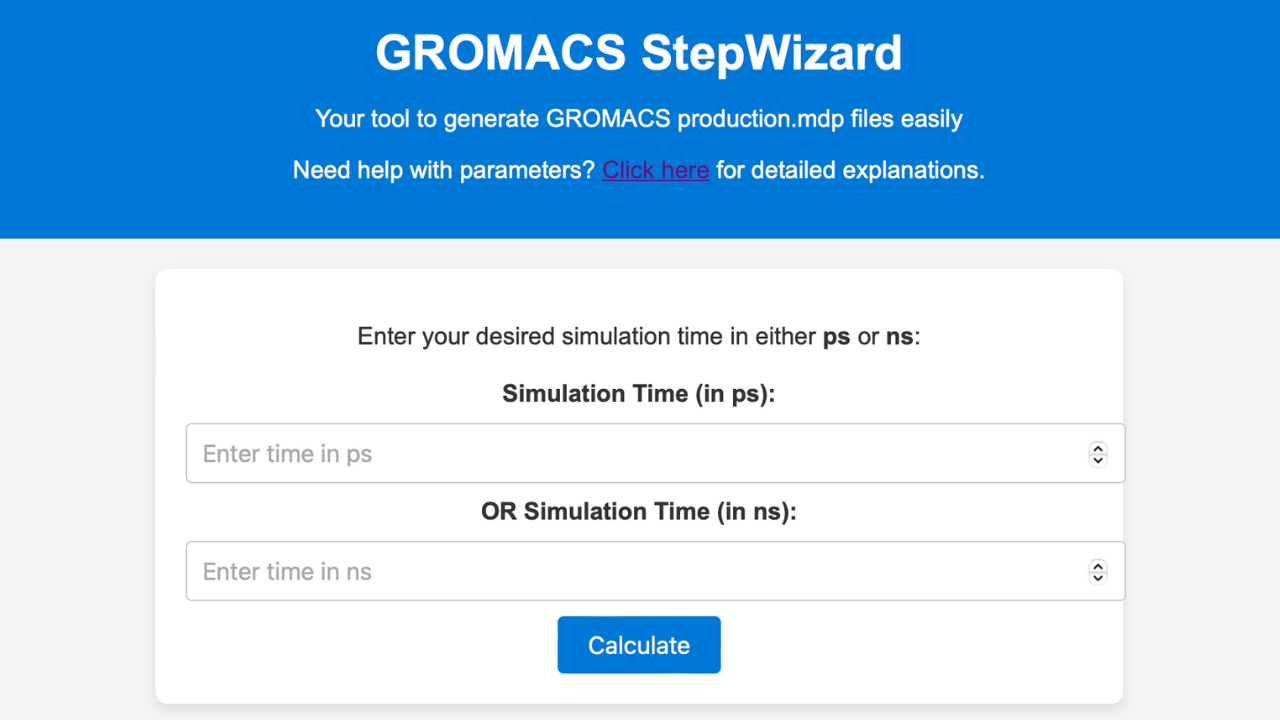 GROMACS StepWizard
Your tool to generate GROMACS production.mdp files easily
Need help with parameters? Click here for detailed explanations.
Enter your desired simulation time in either ps or ns:
Simulation Time (in ps):
Enter time in ps
OR Simulation Time (in ns):
Enter time in ns
Calculate